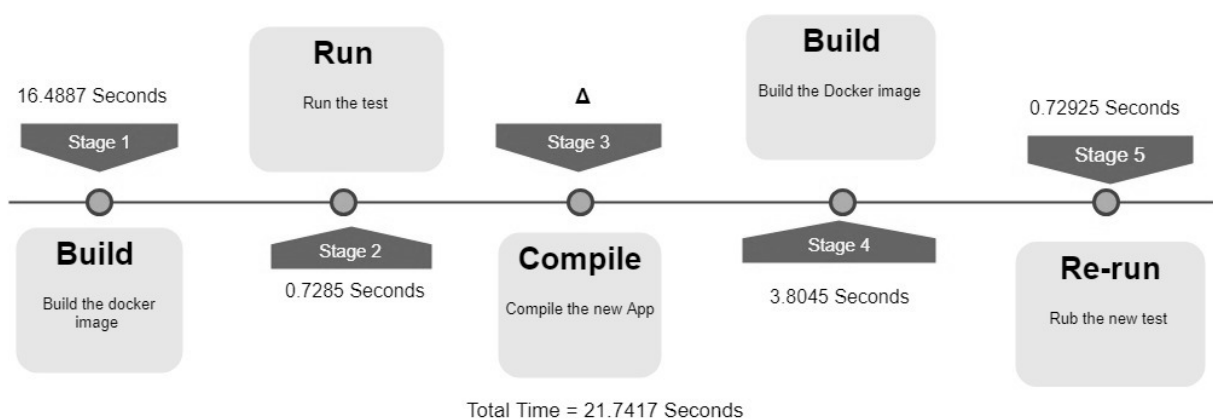 16.4887 Seconds
Stage 1
Build
Build the docker
image
Run
Run the test
Stage 2
0.7285 Seconds
Δ
Stage 3
Compile
Compile the new App
Build
Build the Docker image
Stage 4
3.8045 Seconds
0.72925 Seconds
Stage 5
Re-run
Rub the new test
Total Time = 21.7417 Seconds